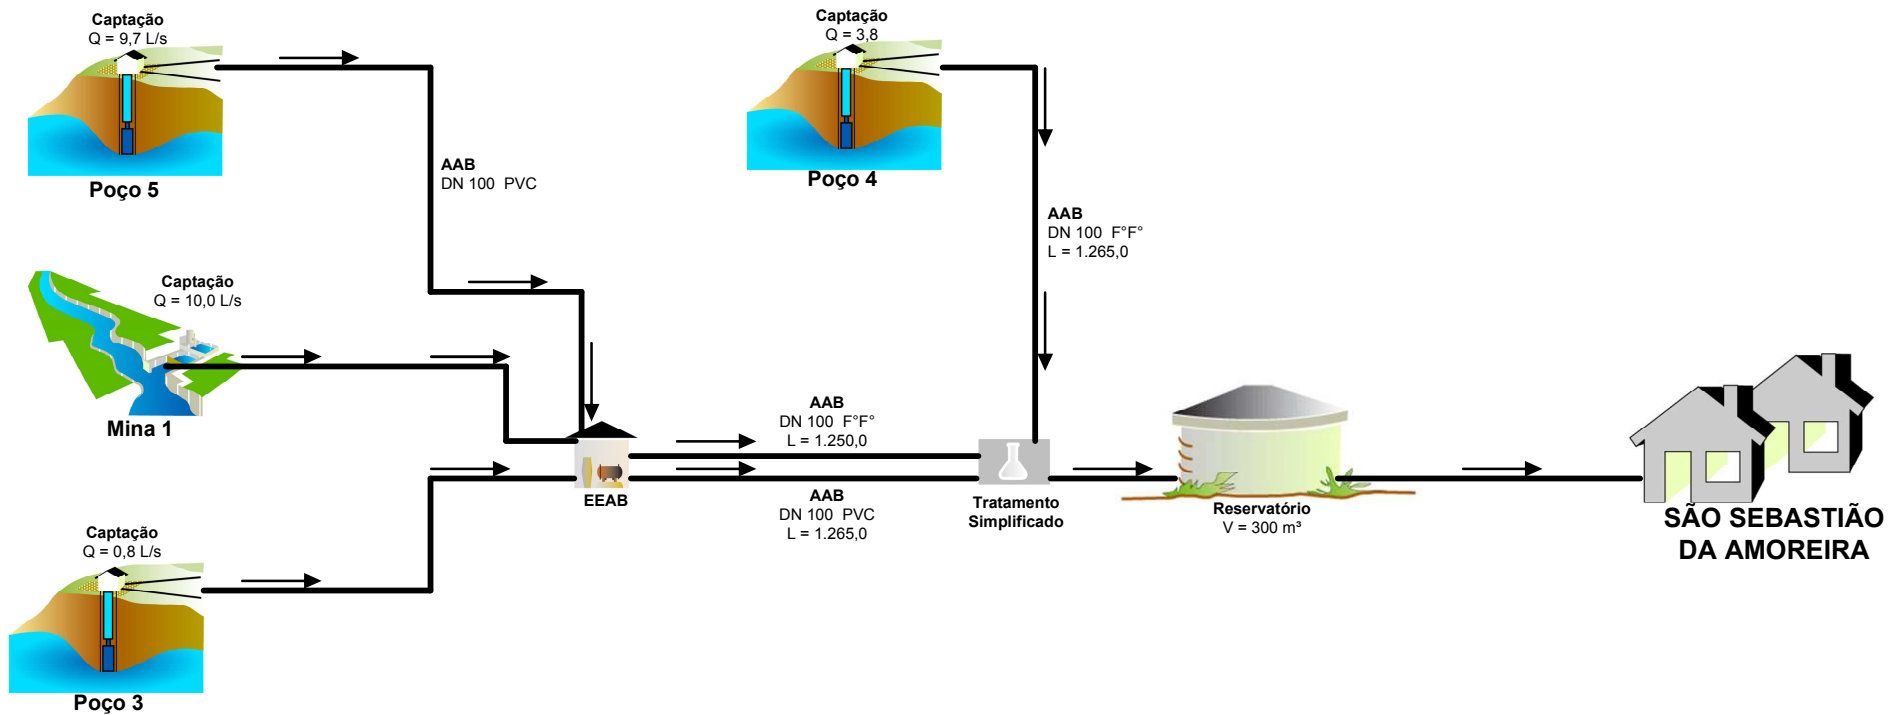 Captação
Q = 9,7 L/s
Poço 5
AAB
DN 100 PVC
Captação
Q = 3,8
Poço 4
AAB
DN 100 F°F°
L = 1.265,0
Captação
Q = 10,0 L/s
Mina 1
EEAB
AAB
DN 100 F°F°
L = 1.250,0
AAB
DN 100 PVC
L = 1.265,0
Tratamento
Simplificado
Reservatório
V = 300 m³
SÃO SEBASTIÃO
DA AMOREIRA
Captação
Q = 0,8 L/s
Poço 3